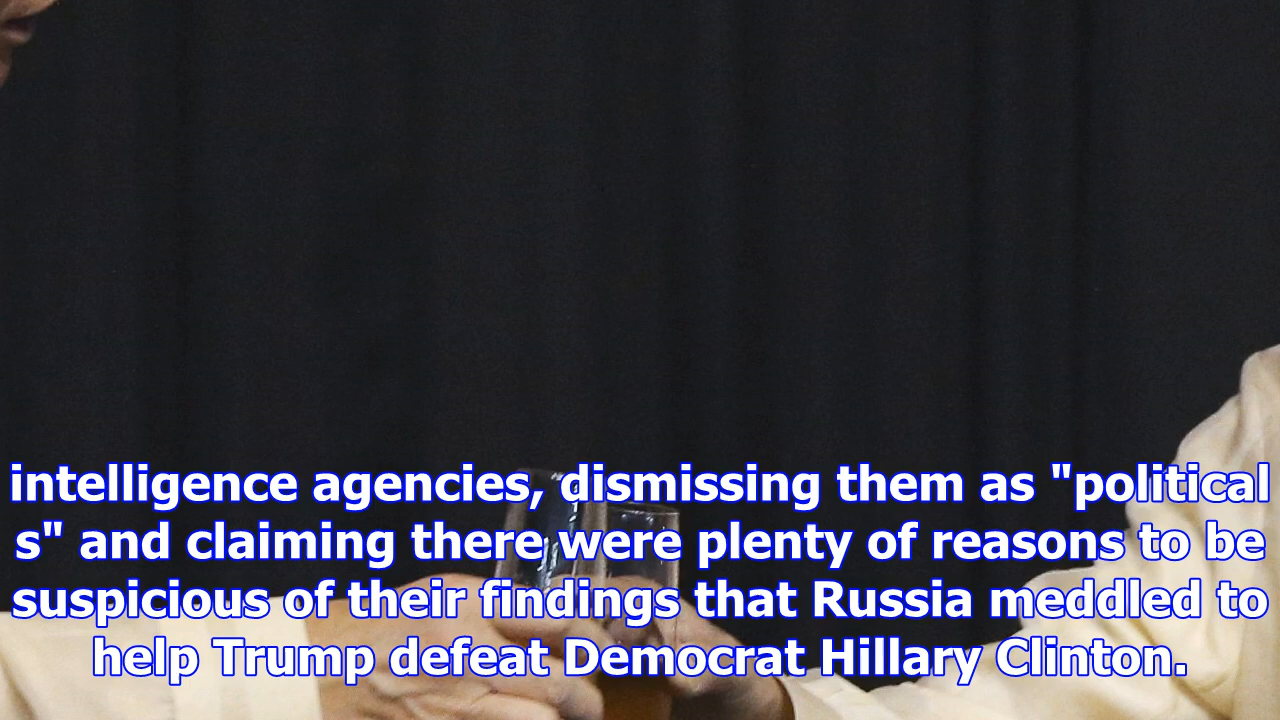 intelligence agencies, dismissing them as "political
s" and claiming there were plenty of reasons to be
suspicious of their findings that Russia meddled to
help Trump defeat Democrat Hillary Clinton.